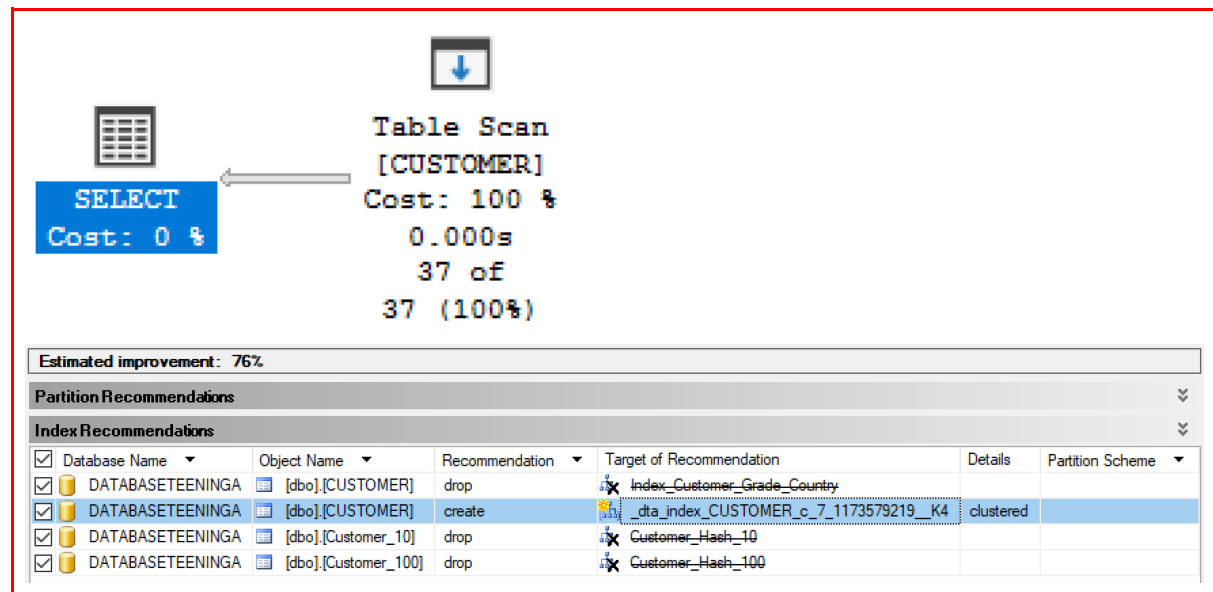 Table Scan
[CUSTOMER]
SELECT
Cost: 100 %
Cost: 0 %
0.000s
37 of
37 (100%)
Estimated improvement: 76%
Partition Recommendations
Index Recommendations
Database Name Object Name Recommendation Target of Recommendation Details Partition Scheme
DATABASETEENINGA [dbo].[CUSTOMER] drop Index_Customer_Grade_Country
DATABASETEENINGA [dbo].[CUSTOMER] create _dta_index_CUSTOMER_c_7_1173579219__K4 clustered
DATABASETEENINGA [dbo].[Customer_10] drop Customer_Hash_10
DATABASETEENINGA [dbo].[Customer_100] drop Customer_Hash_100